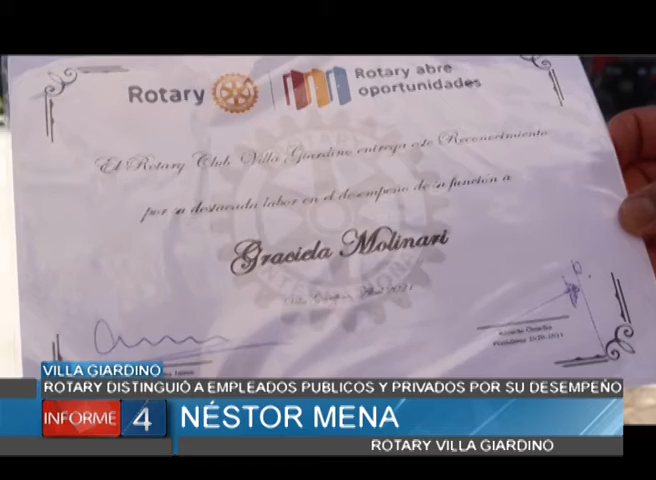 Rotary
Rotary abre
oportunidades
El Rotary Club Villa Giardino entrega este Reconocimiento
por su destacada labor en el desempeño de su función a
Graciela Molinari
VILLA GIARDINO
ROTARY DISTINGUIÓ A EMPLEADOS PUBLICOS Y PRIVADOS POR SU DESEMPEÑO
INFORME 4
NÉSTOR MENA
ROTARY VILLA GIARDINO